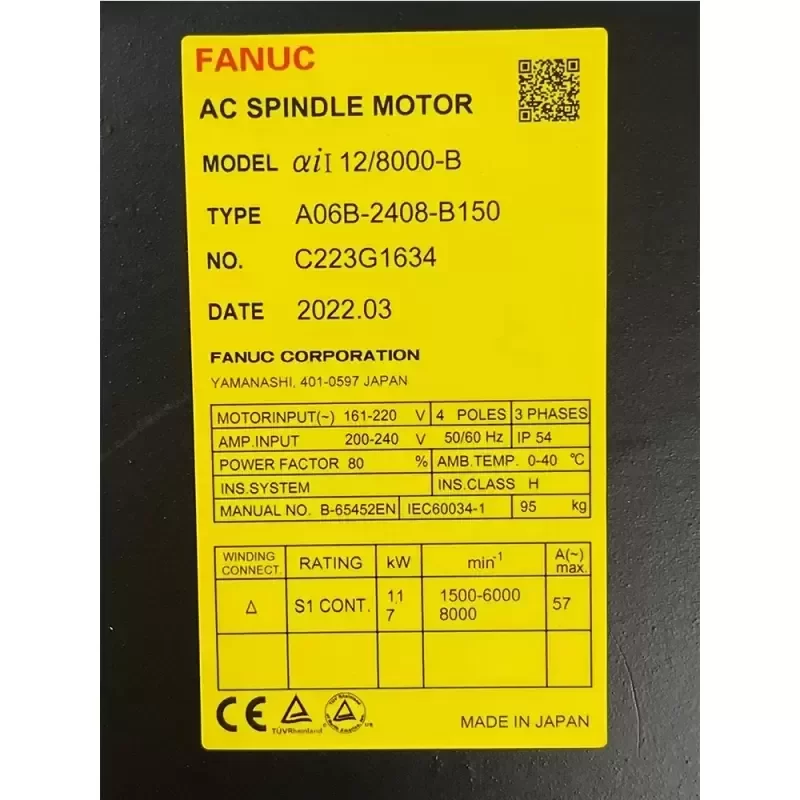 FANUC
AC SPINDLE MOTOR
MODEL αiI 12/8000-B
TYPE A06B-2408-B150
NO. C223G1634
DATE 2022.03
FANUC CORPORATION
YAMANASHI, 401-0597 JAPAN
MOTORINPUT(~) 161-220 V 4 POLES 3 PHASES
AMP.INPUT 200-240 V 50/60 Hz IP 54
POWER FACTOR 80 % AMB.TEMP. 0-40 ℃
INS.SYSTEM INS.CLASS H
MANUAL NO. B-65452EN IEC60034-1 95 kg
WINDING CONNECT. RATING kW min⁻¹ A(~) max.
Δ S1 CONT. 11 1500-6000 57
7 8000
CE TÜVRheinland
MADE IN JAPAN